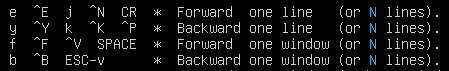 e ^E j ^N CR * Forward one line (or N lines).
y ^Y k ^K ^P * Backward one line (or N lines).
f ^F ^V SPACE * Forward one window (or N lines).
b ^B ESC-v * Backward one window (or N lines).